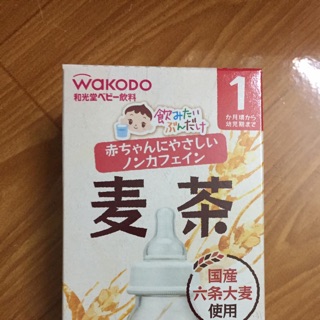 WAKODO
和光堂ベビー飲料
1
か月頃から
幼児期まで
飲みたい
ぶんだけ
赤ちゃんにやさしい
ノンカフェイン
麦茶
国産
六条大麦
使用